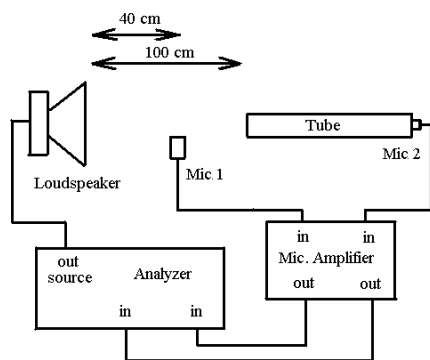 40 cm
100 cm
Tube
Loudspeaker
Mic 1
Mic 2
out
source
Analyzer
in
in
in
in
Mic. Amplifier
out
out